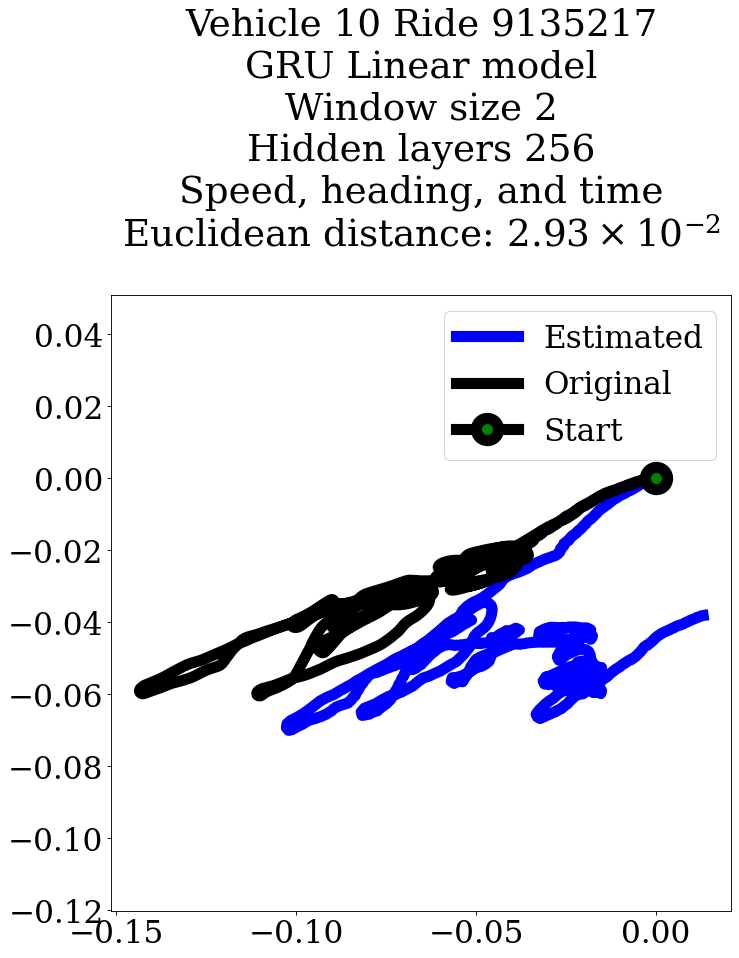 Vehicle 10 Ride 9135217
GRU Linear model
Window size 2
Hidden layers 256
Speed, heading, and time
Euclidean distance: 2.93 × 10⁻²
Estimated
Original
Start
0.04
0.02
0.00
−0.02
−0.04
−0.06
−0.08
−0.10
−0.12
−0.15 −0.10 −0.05 0.00